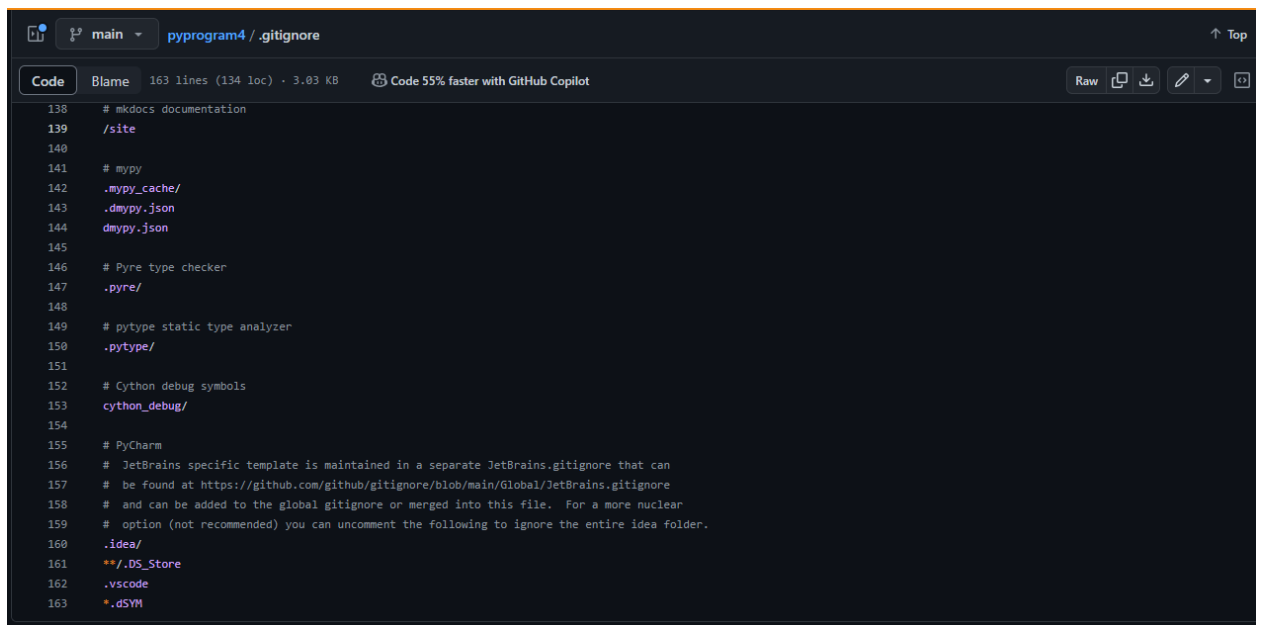 main pyprogram4 / .gitignore ↑ Top
Code Blame 163 lines (134 loc) · 3.03 KB Code 55% faster with GitHub Copilot Raw
138 # mkdocs documentation
139 /site
140
141 # mypy
142 .mypy_cache/
143 .dmypy.json
144 dmypy.json
145
146 # Pyre type checker
147 .pyre/
148
149 # pytype static type analyzer
150 .pytype/
151
152 # Cython debug symbols
153 cython_debug/
154
155 # PyCharm
156 #  JetBrains specific template is maintained in a separate JetBrains.gitignore that can
157 #  be found at https://github.com/github/gitignore/blob/main/Global/JetBrains.gitignore
158 #  and can be added to the global gitignore or merged into this file.  For a more nuclear
159 #  option (not recommended) you can uncomment the following to ignore the entire idea folder.
160 .idea/
161 **/.DS_Store
162 .vscode
163 *.dSYM